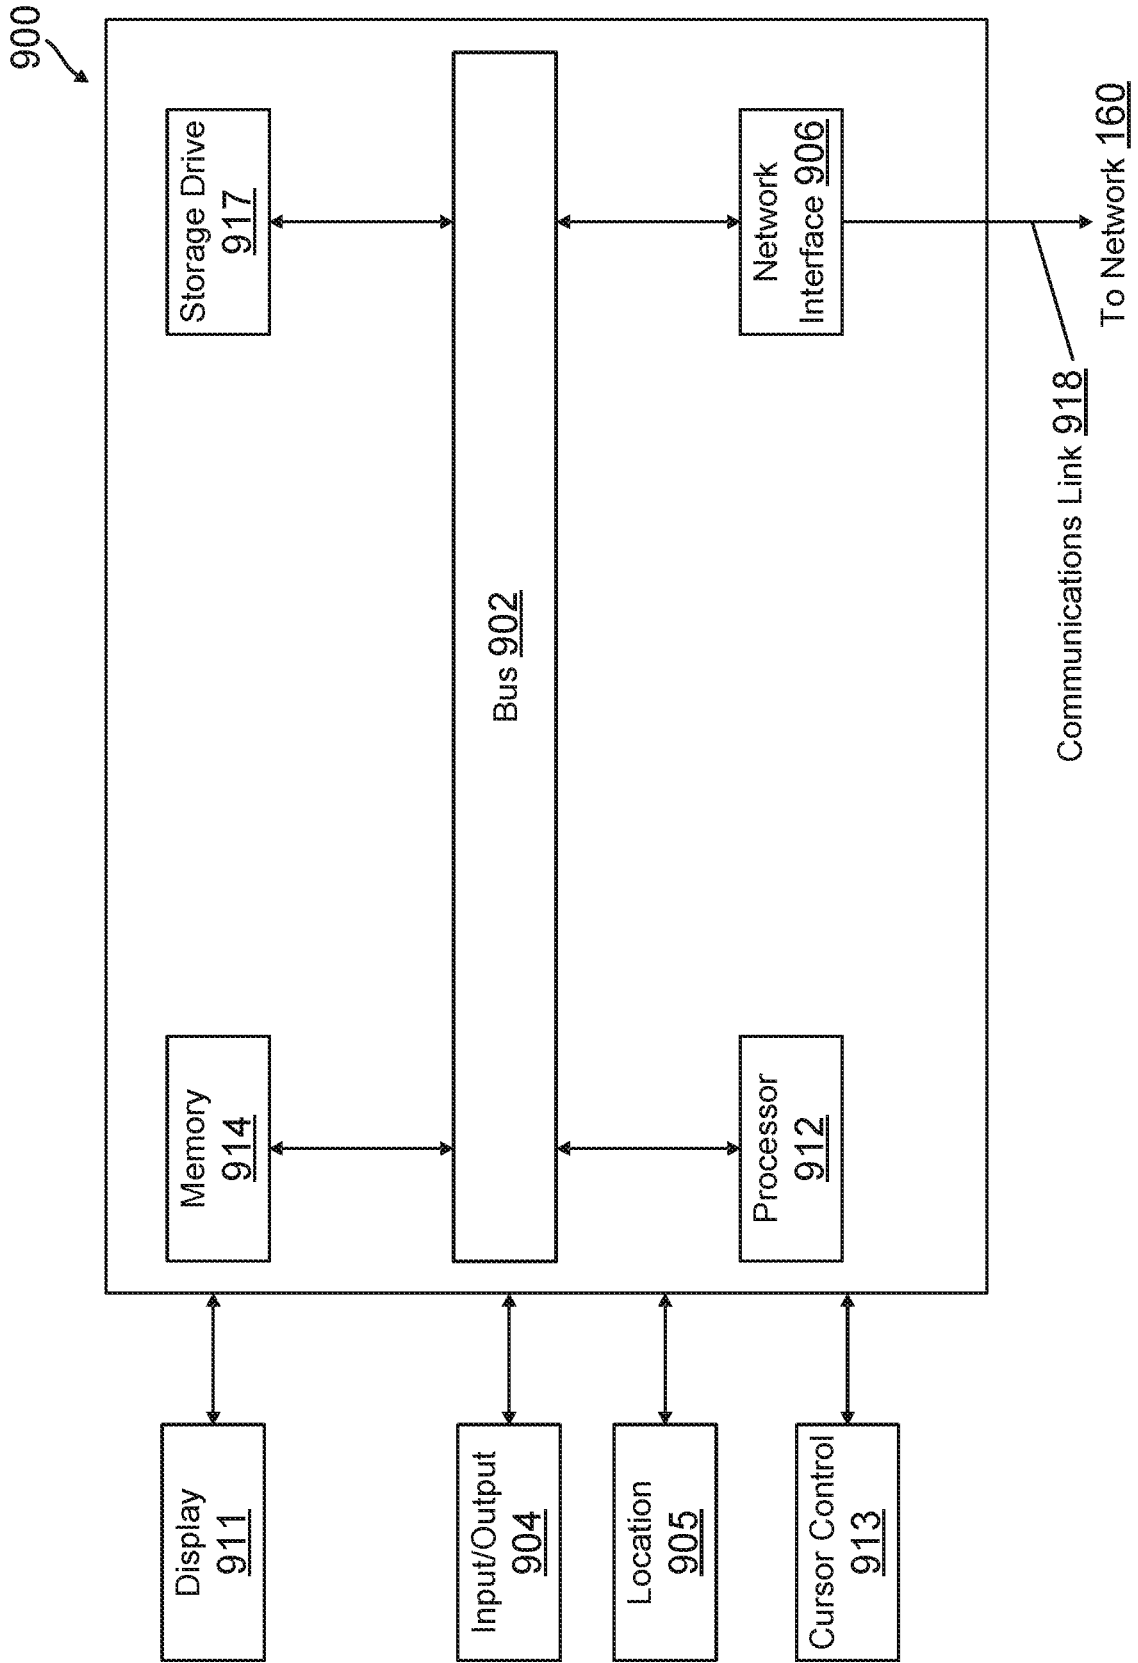 900
Display
911
Memory
914
Storage Drive
917
Input/Output
904
Bus 902
Location
905
Cursor Control
913
Processor
912
Network
Interface 906
Communications Link 918
To Network 160